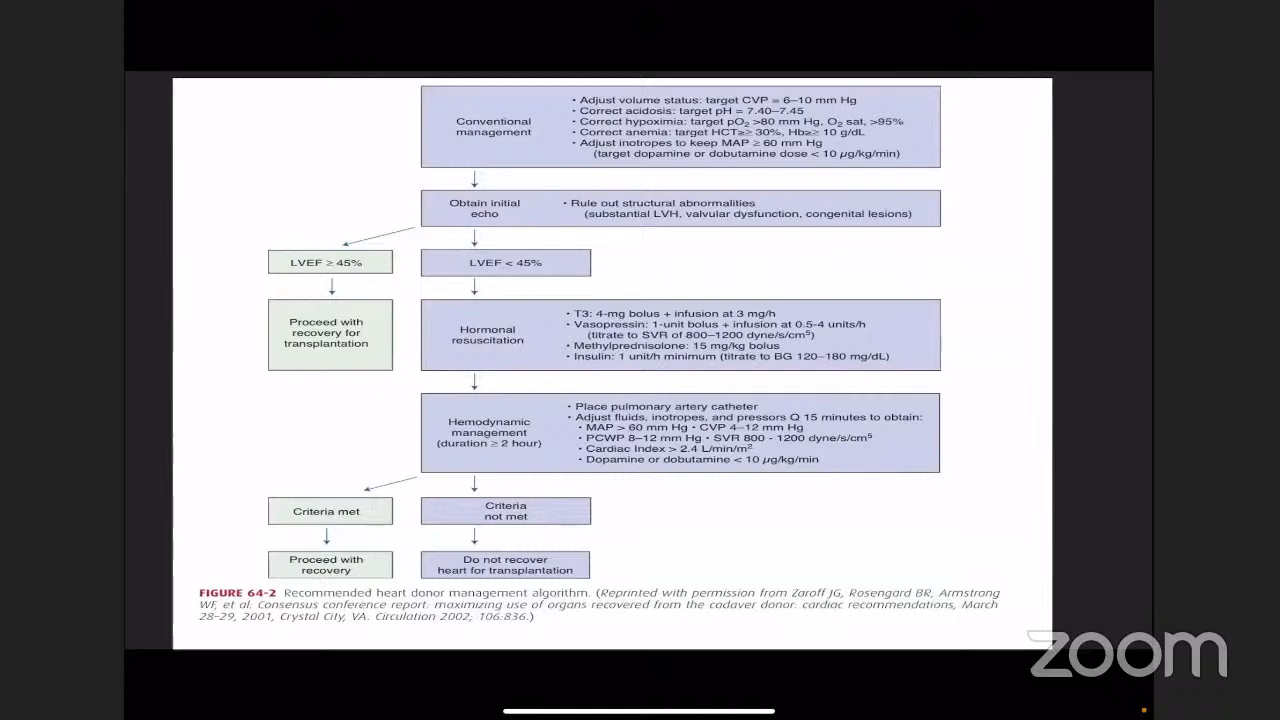 Conventional
management
• Adjust volume status: target CVP = 6–10 mm Hg
• Correct acidosis: target pH = 7.40–7.45
• Correct hypoximia: target pO2 >80 mm Hg, O2 sat, >95%
• Correct anemia: target HCT≥≥ 30%, Hb≥≥ 10 g/dL
• Adjust inotropes to keep MAP ≥ 60 mm Hg
(target dopamine or dobutamine dose < 10 µg/kg/min)
Obtain initial
echo
• Rule out structural abnormalities
(substantial LVH, valvular dysfunction, congenital lesions)
LVEF ≥ 45%
LVEF < 45%
Proceed with
recovery for
transplantation
Hormonal
resuscitation
• T3: 4-mg bolus + infusion at 3 mg/h
• Vasopressin: 1-unit bolus + infusion at 0.5-4 units/h
(titrate to SVR of 800–1200 dyne/s/cm5)
• Methylprednisolone: 15 mg/kg bolus
• Insulin: 1 unit/h minimum (titrate to BG 120–180 mg/dL)
Hemodynamic
management
(duration ≥ 2 hour)
• Place pulmonary artery catheter
• Adjust fluids, inotropes, and pressors Q 15 minutes to obtain:
• MAP > 60 mm Hg • CVP 4–12 mm Hg
• PCWP 8–12 mm Hg • SVR 800 - 1200 dyne/s/cm5
• Cardiac Index > 2.4 L/min/m2
• Dopamine or dobutamine < 10 µg/kg/min
Criteria met
Criteria
not met
Proceed with
recovery
Do not recover
heart for transplantation
FIGURE 64-2 Recommended heart donor management algorithm. (Reprinted with permission from Zaroff JG, Rosengard BR, Armstrong
WF, et al: Consensus conference report: maximizing use of organs recovered from the cadaver donor: cardiac recommendations, March
28–29, 2001, Crystal City, VA. Circulation 2002; 106:836.)
zoom